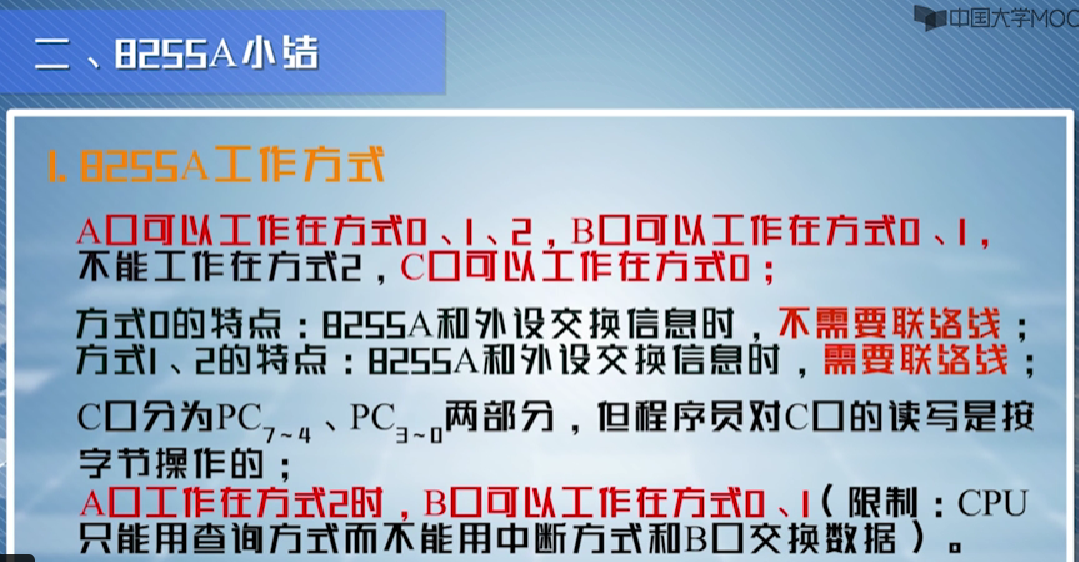 中国大学MOC
二、8255A小结
1.8255A工作方式
A口可以工作在方式0、1、2，B口可以工作在方式0、1，
不能工作在方式2，C口可以工作在方式0；
方式0的特点：8255A和外设交换信息时，不需要联络线；
方式1、2的特点：8255A和外设交换信息时，需要联络线；
C口分为PC7~4、PC3~0两部分，但程序员对C口的读写是按
字节操作的；
A口工作在方式2时，B口可以工作在方式0、1（限制：CPU
只能用查询方式而不能用中断方式和B口交换数据）。